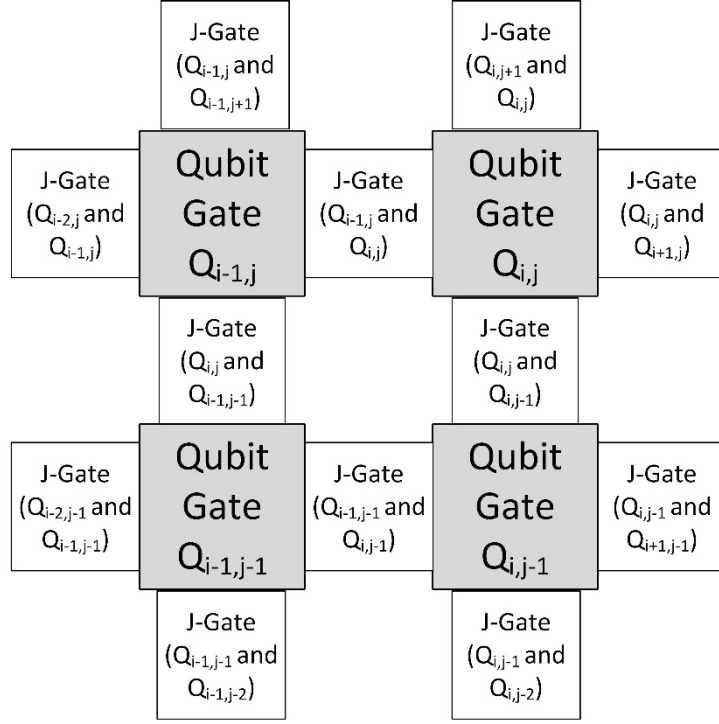 J-Gate
(Qi-1,j and
Qi-1,j+1)
J-Gate
(Qi,j+1 and
Qi,j)
J-Gate
(Qi-2,j and
Qi-1,j)
Qubit
Gate
Qi-1,j
J-Gate
(Qi-1,j and
Qi,j)
Qubit
Gate
Qi,j
J-Gate
(Qi,j and
Qi+1,j)
J-Gate
(Qi,j and
Qi-1,j-1)
J-Gate
(Qi,j and
Qi,j-1)
J-Gate
(Qi-2,j-1 and
Qi-1,j-1)
Qubit
Gate
Qi-1,j-1
J-Gate
(Qi-1,j-1 and
Qi,j-1)
Qubit
Gate
Qi,j-1
J-Gate
(Qi,j-1 and
Qi+1,j-1)
J-Gate
(Qi-1,j-1 and
Qi-1,j-2)
J-Gate
(Qi,j-1 and
Qi,j-2)